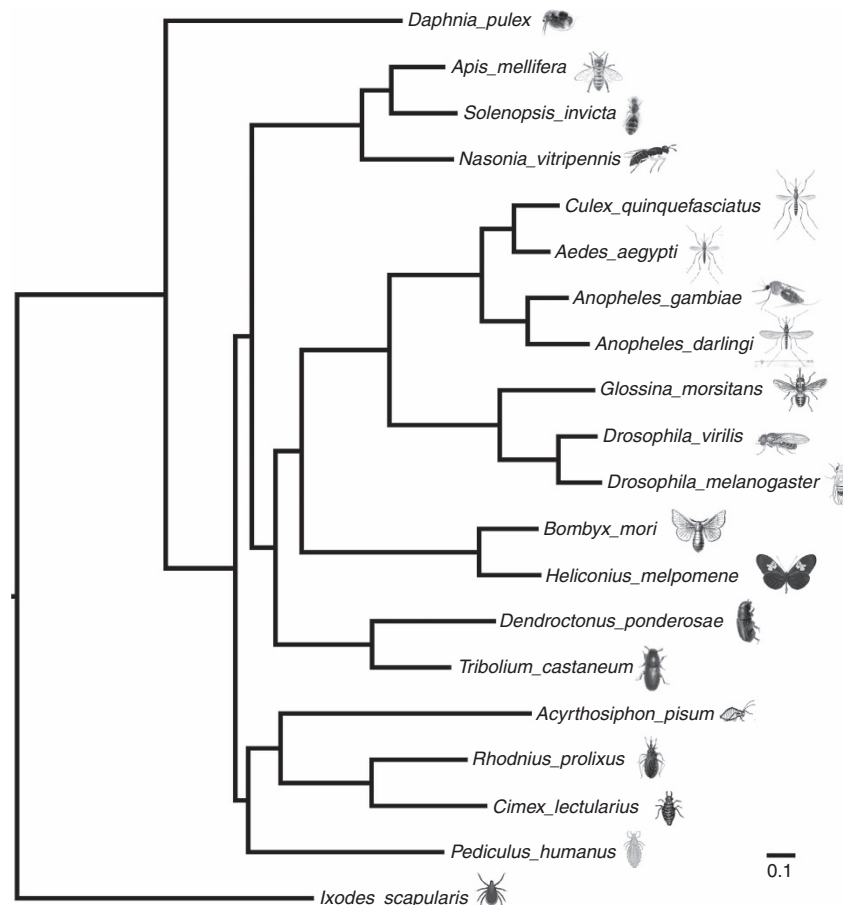 Daphnia_pulex
Apis_mellifera
Solenopsis_invicta
Nasonia_vitripennis
Culex_quinquefasciatus
Aedes_aegypti
Anopheles_gambiae
Anopheles_darlingi
Glossina_morsitans
Drosophila_virilis
Drosophila_melanogaster
Bombyx_mori
Heliconius_melpomene
Dendroctonus_ponderosae
Tribolium_castaneum
Acyrthosiphon_pisum
Rhodnius_prolixus
Cimex_lectularius
Pediculus_humanus
0.1
Ixodes_scapularis